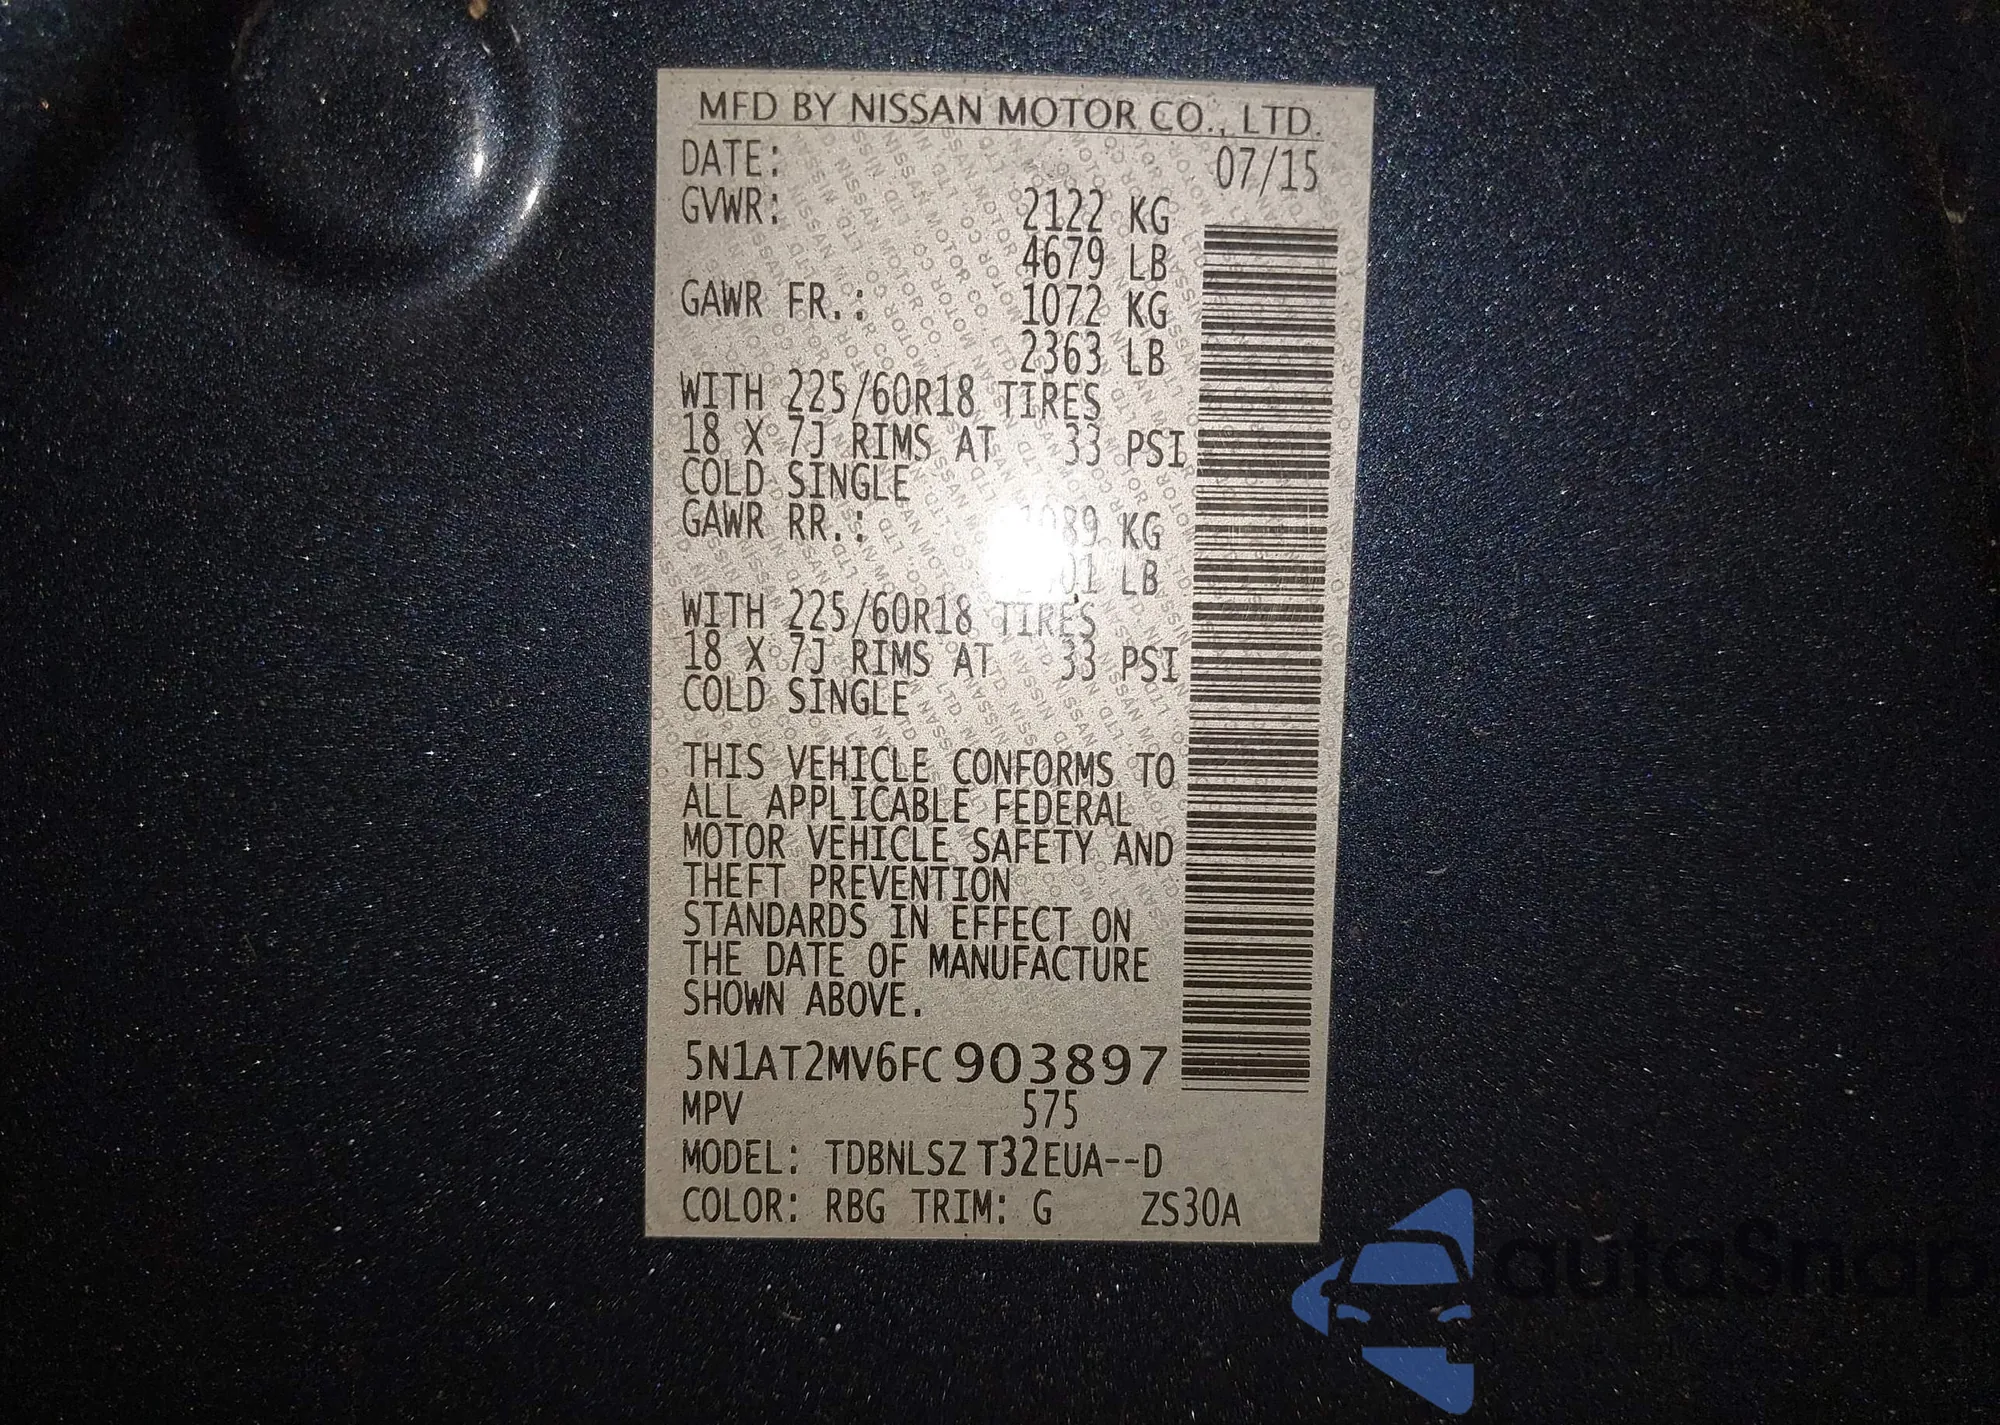 MFD BY NISSAN MOTOR CO., LTD.
DATE: 07/15
GVWR: 2122 KG
4679 LB
GAWR FR.: 1072 KG
2363 LB
WITH 225/60R18 TIRES
18 X 7J RIMS AT 33 PSI
COLD SINGLE
GAWR RR.: 1089 KG
LB
WITH 225/60R18 TIRES
18 X 7J RIMS AT 33 PSI
COLD SINGLE
THIS VEHICLE CONFORMS TO
ALL APPLICABLE FEDERAL
MOTOR VEHICLE SAFETY AND
THEFT PREVENTION
STANDARDS IN EFFECT ON
THE DATE OF MANUFACTURE
SHOWN ABOVE.
5N1AT2MV6FC903897
MPV 575
MODEL: TDBNLSZ T32EUA--D
COLOR: RBG TRIM: G ZS30A
autoSnap